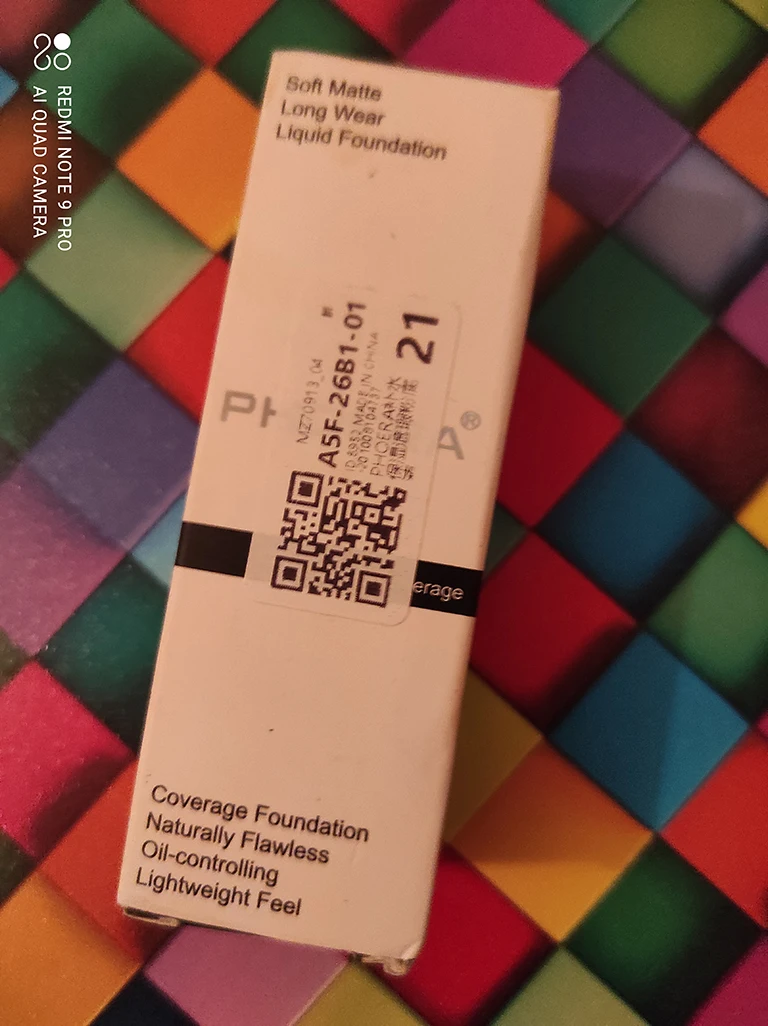 REDMI NOTE 9 PRO
AI QUAD CAMERA
Soft Matte
Long Wear
Liquid Foundation
MZ70913_04
A5F-26B1-01
MADE IN CHINA
21
A®
erage
Coverage Foundation
Naturally Flawless
Oil-controlling
Lightweight Feel